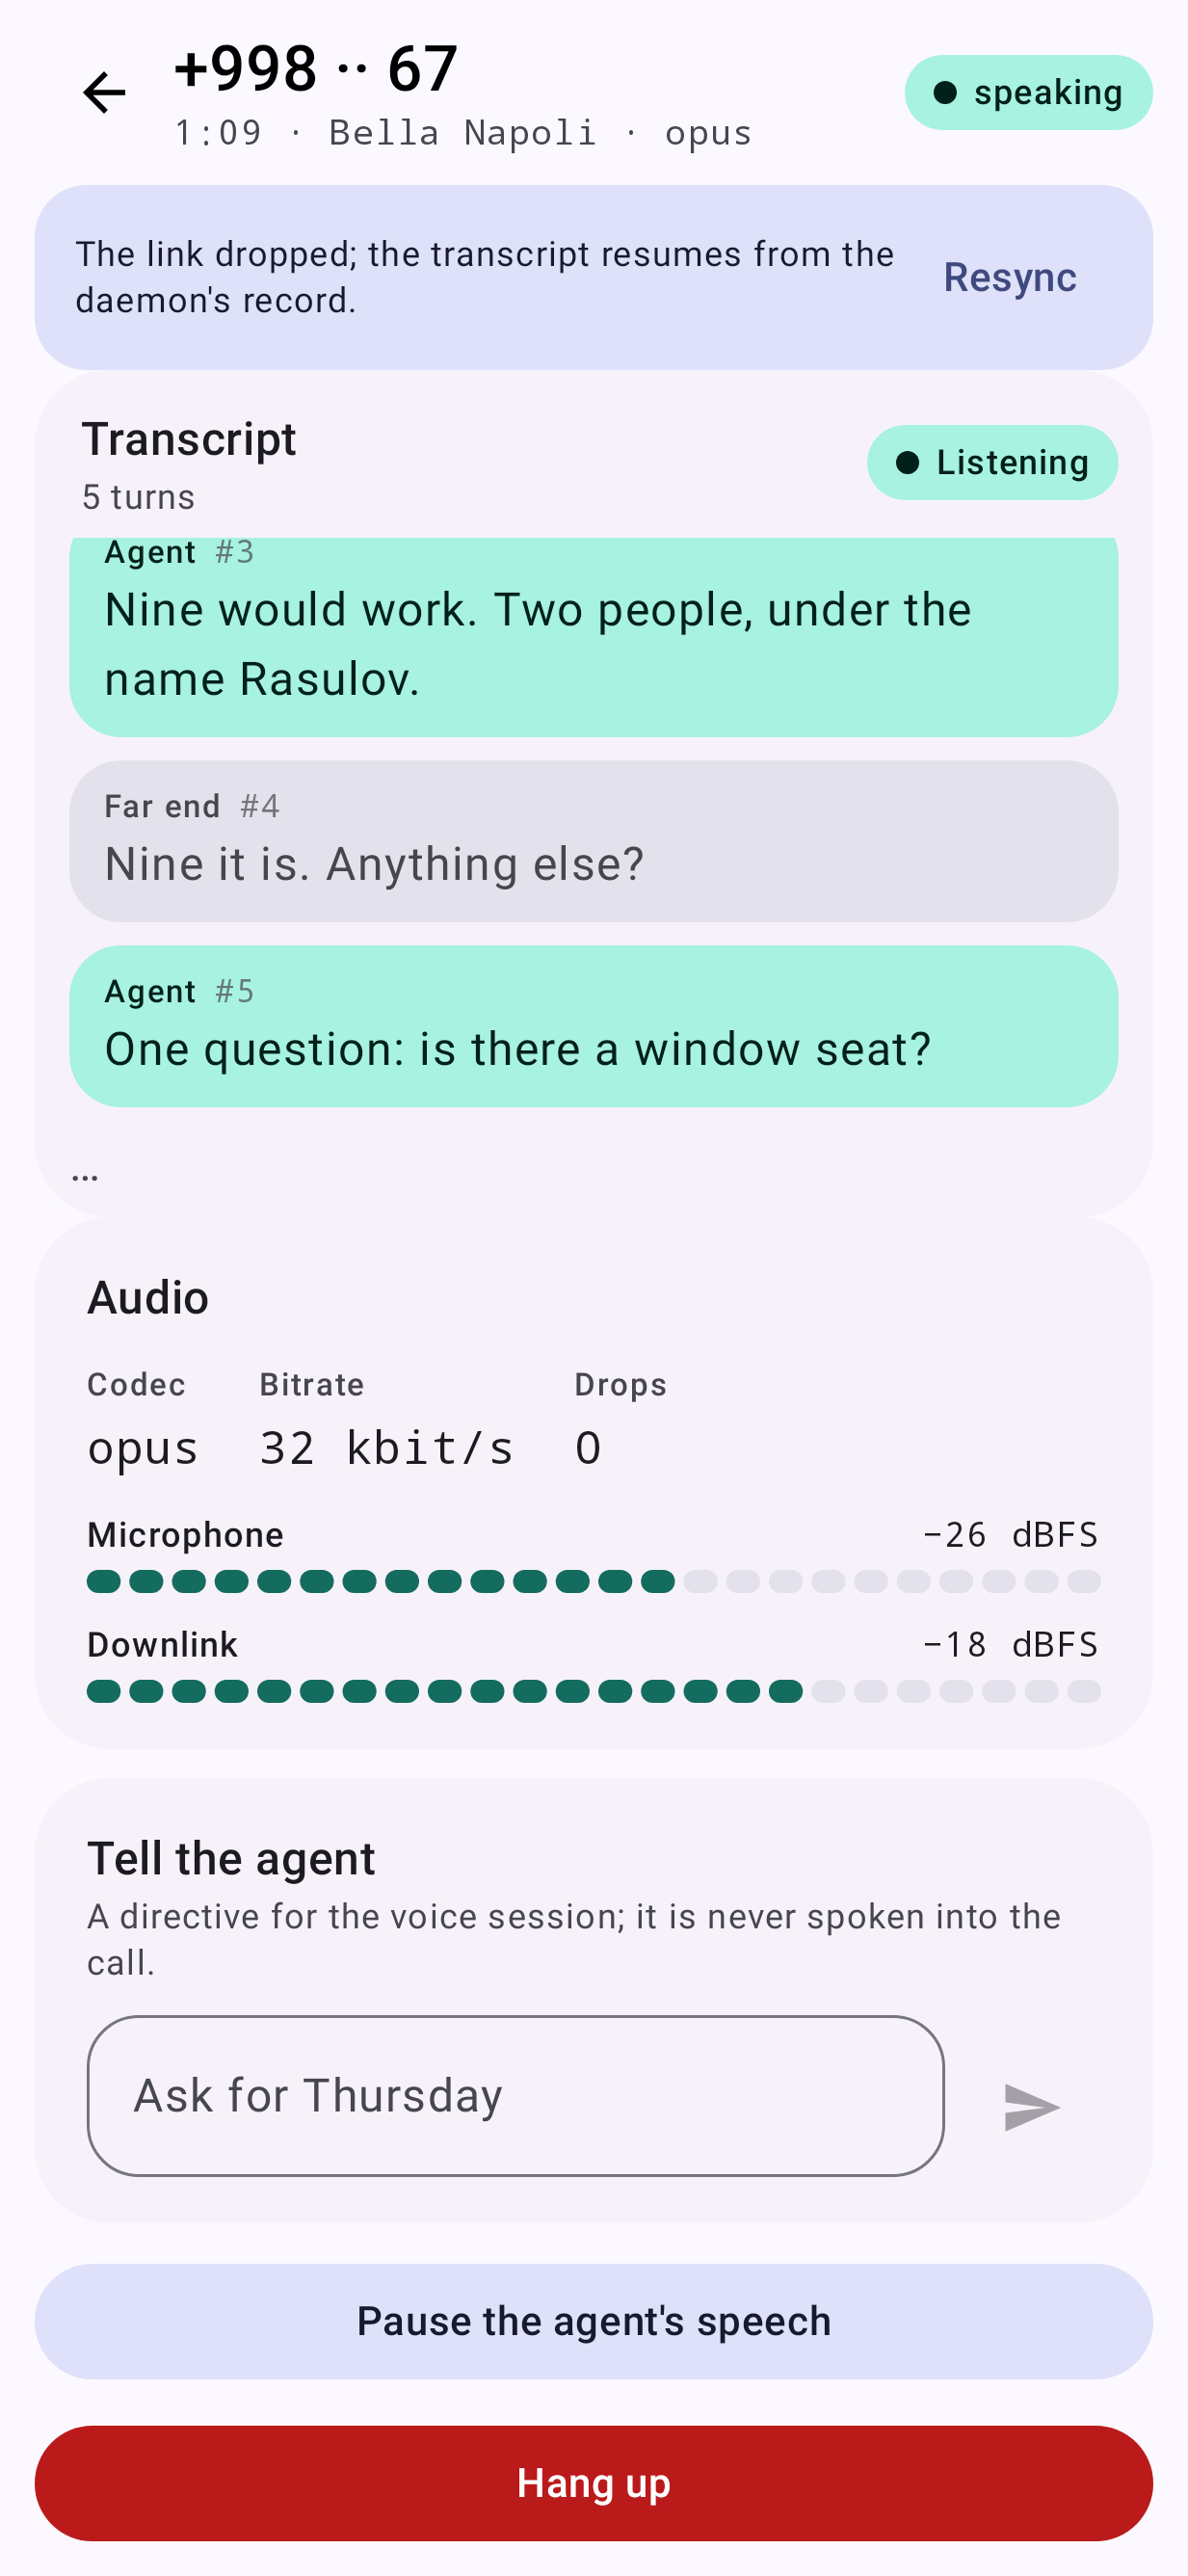 +998 ·· 67
1:09 · Bella Napoli · opus
speaking
The link dropped; the transcript resumes from the
daemon's record.
Resync
Transcript
5 turns
Listening
Agent #3
Nine would work. Two people, under the
name Rasulov.
Far end #4
Nine it is. Anything else?
Agent #5
One question: is there a window seat?
…
Audio
Codec Bitrate Drops
opus 32 kbit/s 0
Microphone −26 dBFS
Downlink −18 dBFS
Tell the agent
A directive for the voice session; it is never spoken into the
call.
Ask for Thursday
Pause the agent's speech
Hang up